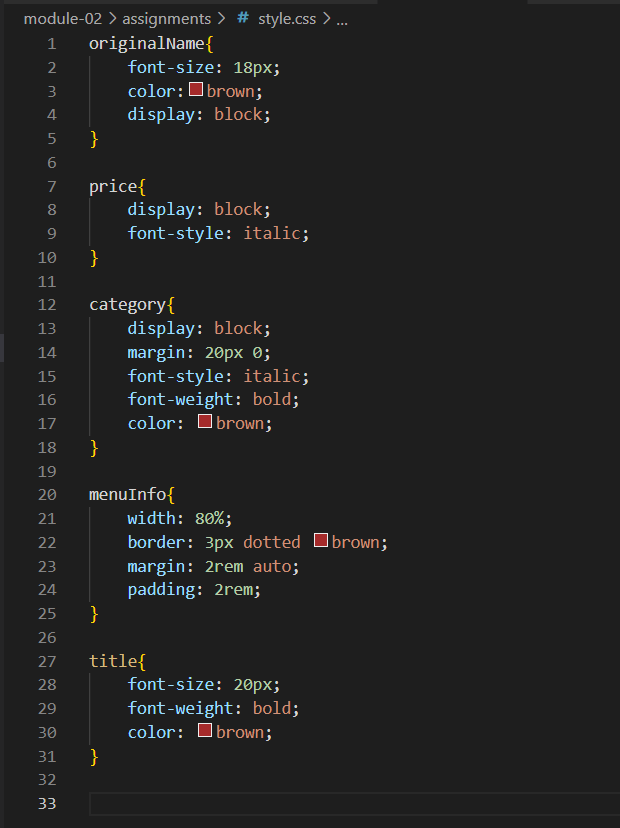 module-02 > assignments > # style.css > ...
1 originalName{
2 font-size: 18px;
3 color: brown;
4 display: block;
5 }
6
7 price{
8 display: block;
9 font-style: italic;
10 }
11
12 category{
13 display: block;
14 margin: 20px 0;
15 font-style: italic;
16 font-weight: bold;
17 color: brown;
18 }
19
20 menuInfo{
21 width: 80%;
22 border: 3px dotted brown;
23 margin: 2rem auto;
24 padding: 2rem;
25 }
26
27 title{
28 font-size: 20px;
29 font-weight: bold;
30 color: brown;
31 }
32
33